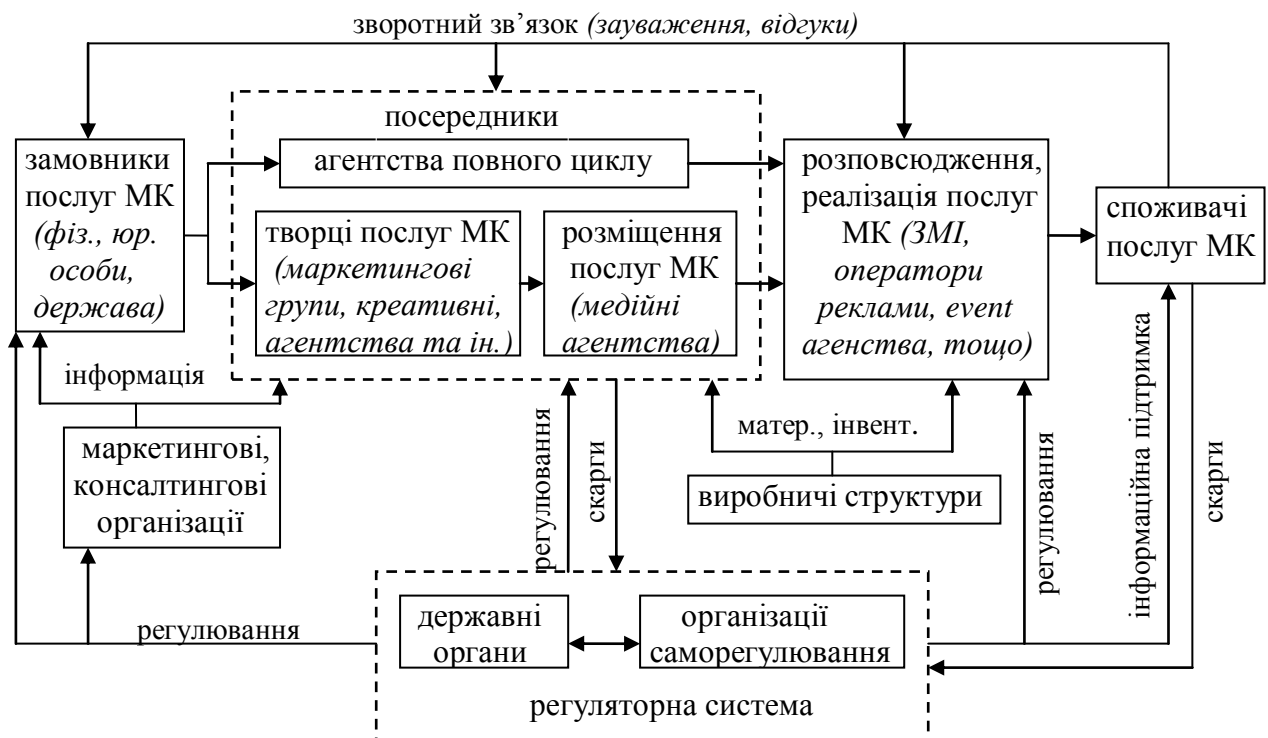 зворотний зв’язок (зауваження, відгуки)
посередники
замовники
послуг МК
(фіз., юр.
особи,
держава)
агентства повного циклу
творці послуг МК
(маркетингові
групи, креативні,
агентства та ін.)
розміщення
послуг МК
(медійні
агентства)
розповсюдження,
реалізація послуг
МК (ЗМІ,
оператори
реклами, event
агенства, тощо)
споживачі
послуг МК
інформація
маркетингові,
консалтингові
організації
регулювання
скарги
матер., інвент.
виробничі структури
регулювання
інформаційна підтримка
скарги
регулювання
державні
органи
організації
саморегулювання
регуляторна система